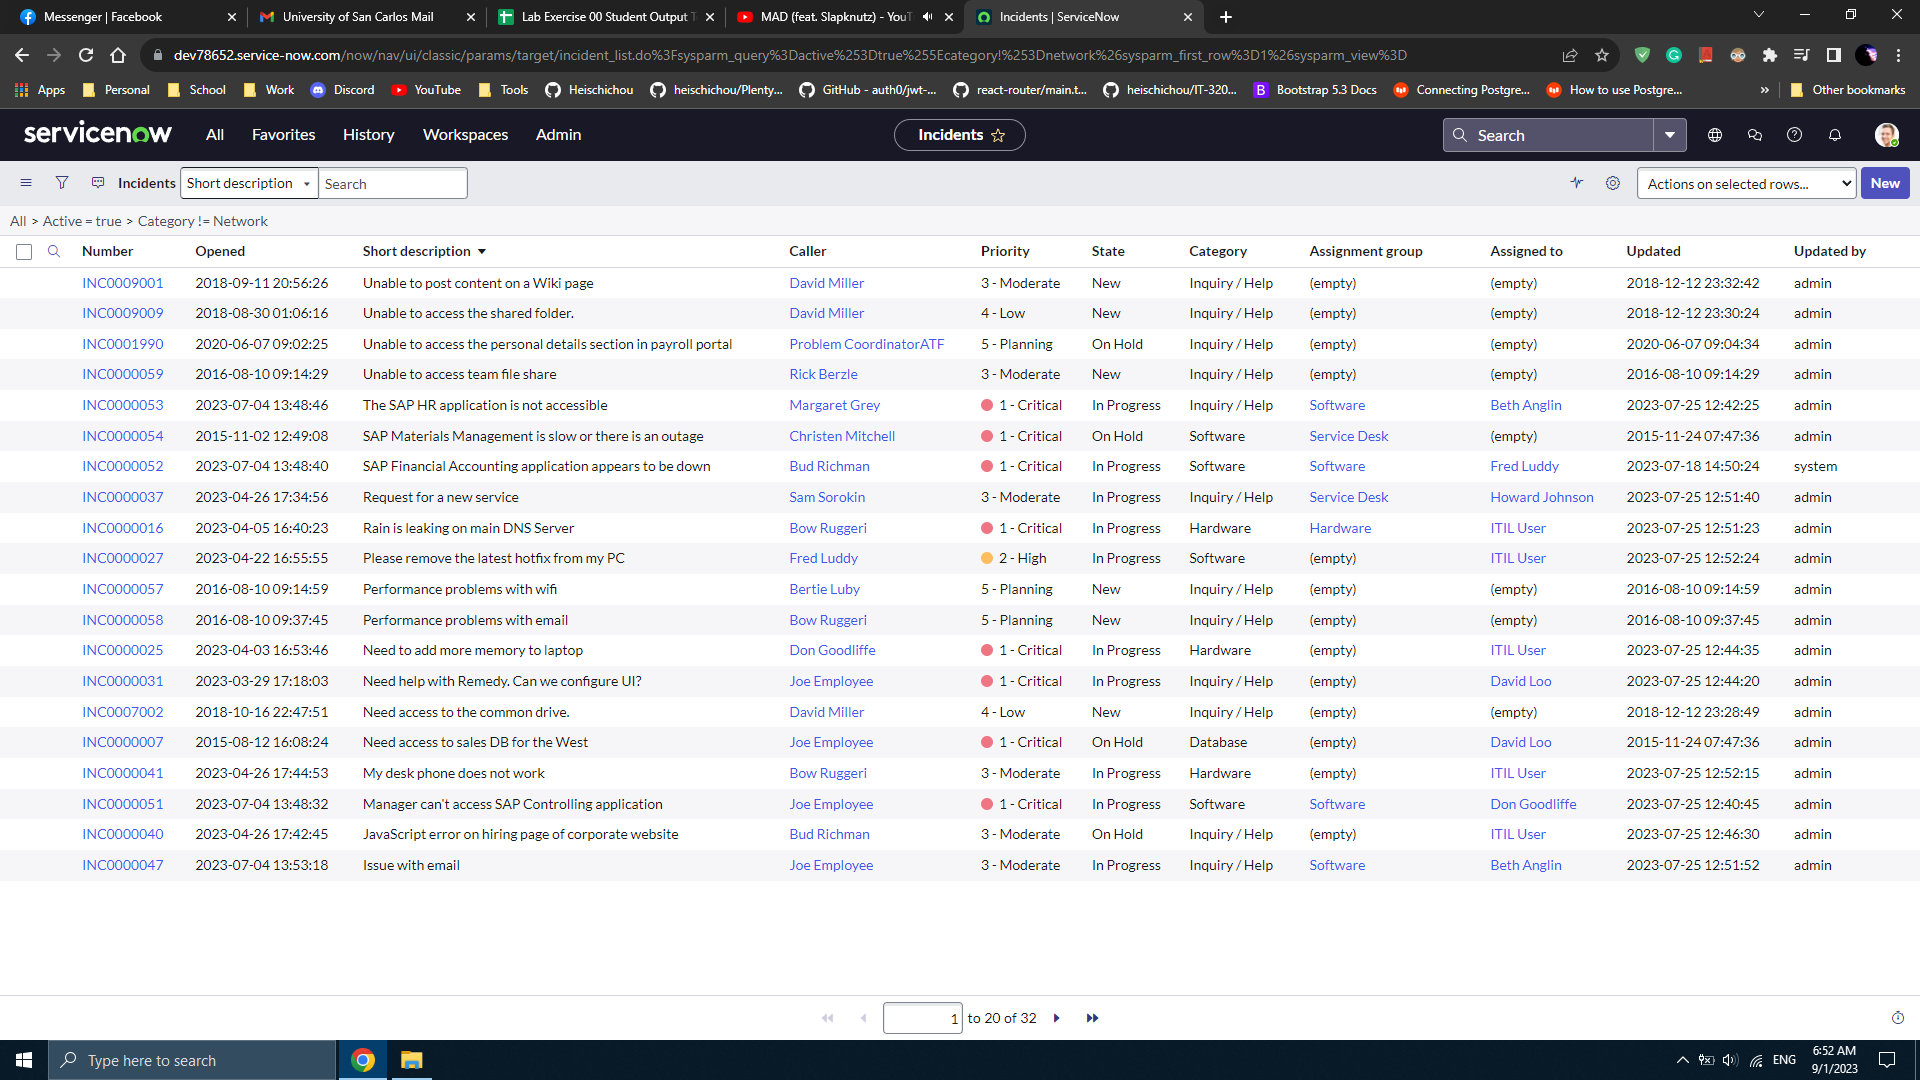 Messenger | Facebook
University of San Carlos Mail
Lab Exercise 00 Student Output T
MAD (feat. Slapknutz) - YouT
Incidents | ServiceNow
dev78652.service-now.com/now/nav/ui/classic/params/target/incident_list.do%3Fsysparm_query%3Dactive%253Dtrue%255Ecategory!%253Dnetwork%26sysparm_first_row%3D1%26sysparm_view%3D
Apps Personal School Work Discord YouTube Tools Heischichou heischichou/Plenty... GitHub - auth0/jwt-... react-router/main.t... heischichou/IT-320... Bootstrap 5.3 Docs Connecting Postgre... How to use Postgre... » Other bookmarks
servicenow All Favorites History Workspaces Admin Incidents Search
Incidents Short description Search Actions on selected rows... New
All > Active = true > Category != Network
Number Opened Short description Caller Priority State Category Assignment group Assigned to Updated Updated by
INC0009001 2018-09-11 20:56:26 Unable to post content on a Wiki page David Miller 3 - Moderate New Inquiry / Help (empty) (empty) 2018-12-12 23:32:42 admin
INC0009009 2018-08-30 01:06:16 Unable to access the shared folder. David Miller 4 - Low New Inquiry / Help (empty) (empty) 2018-12-12 23:30:24 admin
INC0001990 2020-06-07 09:02:25 Unable to access the personal details section in payroll portal Problem CoordinatorATF 5 - Planning On Hold Inquiry / Help (empty) (empty) 2020-06-07 09:04:34 admin
INC0000059 2016-08-10 09:14:29 Unable to access team file share Rick Berzle 3 - Moderate New Inquiry / Help (empty) (empty) 2016-08-10 09:14:29 admin
INC0000053 2023-07-04 13:48:46 The SAP HR application is not accessible Margaret Grey 1 - Critical In Progress Inquiry / Help Software Beth Anglin 2023-07-25 12:42:25 admin
INC0000054 2015-11-02 12:49:08 SAP Materials Management is slow or there is an outage Christen Mitchell 1 - Critical On Hold Software Service Desk (empty) 2015-11-24 07:47:36 admin
INC0000052 2023-07-04 13:48:40 SAP Financial Accounting application appears to be down Bud Richman 1 - Critical In Progress Software Software Fred Luddy 2023-07-18 14:50:24 system
INC0000037 2023-04-26 17:34:56 Request for a new service Sam Sorokin 3 - Moderate In Progress Inquiry / Help Service Desk Howard Johnson 2023-07-25 12:51:40 admin
INC0000016 2023-04-05 16:40:23 Rain is leaking on main DNS Server Bow Ruggeri 1 - Critical In Progress Hardware Hardware ITIL User 2023-07-25 12:51:23 admin
INC0000027 2023-04-22 16:55:55 Please remove the latest hotfix from my PC Fred Luddy 2 - High In Progress Software (empty) ITIL User 2023-07-25 12:52:24 admin
INC0000057 2016-08-10 09:14:59 Performance problems with wifi Bertie Luby 5 - Planning New Inquiry / Help (empty) (empty) 2016-08-10 09:14:59 admin
INC0000058 2016-08-10 09:37:45 Performance problems with email Bow Ruggeri 5 - Planning New Inquiry / Help (empty) (empty) 2016-08-10 09:37:45 admin
INC0000025 2023-04-03 16:53:46 Need to add more memory to laptop Don Goodliffe 1 - Critical In Progress Hardware (empty) ITIL User 2023-07-25 12:44:35 admin
INC0000031 2023-03-29 17:18:03 Need help with Remedy. Can we configure UI? Joe Employee 1 - Critical In Progress Inquiry / Help (empty) David Loo 2023-07-25 12:44:20 admin
INC0007002 2018-10-16 22:47:51 Need access to the common drive. David Miller 4 - Low New Inquiry / Help (empty) (empty) 2018-12-12 23:28:49 admin
INC0000007 2015-08-12 16:08:24 Need access to sales DB for the West Joe Employee 1 - Critical On Hold Database (empty) David Loo 2015-11-24 07:47:36 admin
INC0000041 2023-04-26 17:44:53 My desk phone does not work Bow Ruggeri 3 - Moderate In Progress Hardware (empty) ITIL User 2023-07-25 12:52:15 admin
INC0000051 2023-07-04 13:48:32 Manager can't access SAP Controlling application Joe Employee 1 - Critical In Progress Software Software Don Goodliffe 2023-07-25 12:40:45 admin
INC0000040 2023-04-26 17:42:45 JavaScript error on hiring page of corporate website Bud Richman 3 - Moderate On Hold Inquiry / Help (empty) ITIL User 2023-07-25 12:46:30 admin
INC0000047 2023-07-04 13:53:18 Issue with email Joe Employee 3 - Moderate In Progress Inquiry / Help Software Beth Anglin 2023-07-25 12:51:52 admin
1 to 20 of 32
Type here to search ENG 6:52 AM
9/1/2023